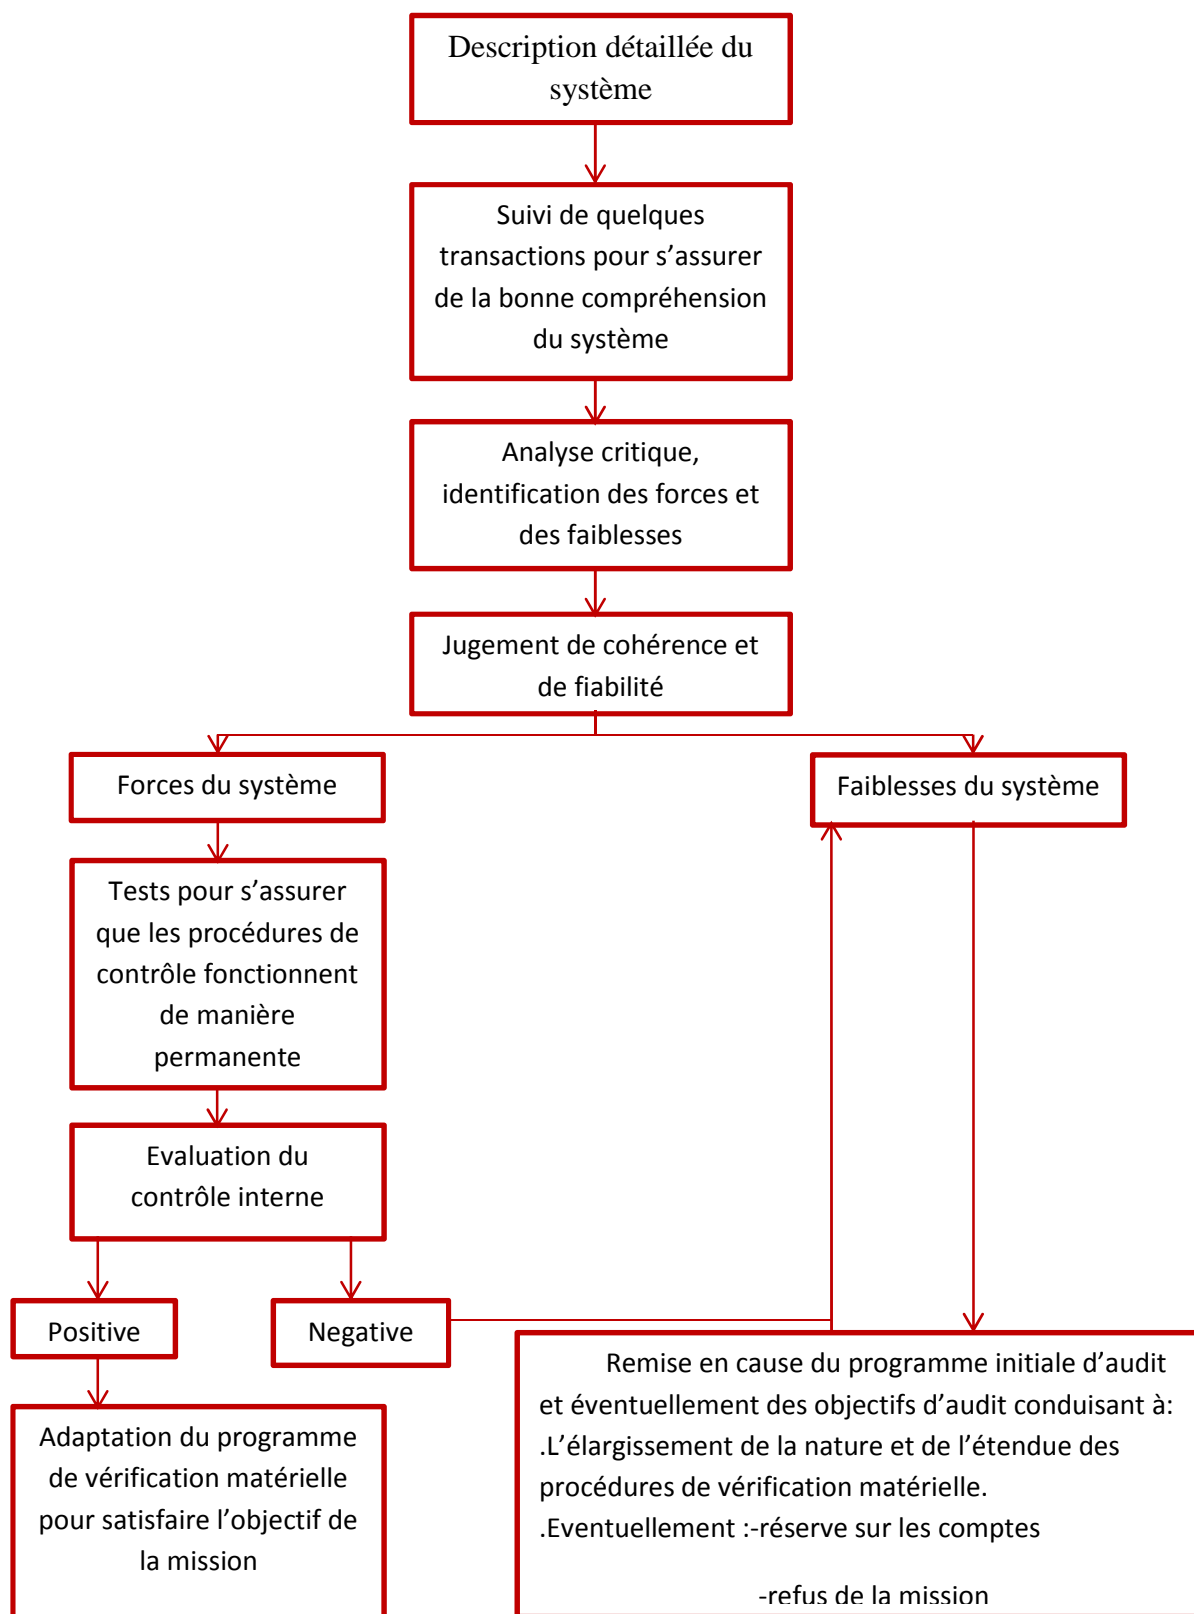 Description détaillée du
système
Suivi de quelques
transactions pour s’assurer
de la bonne compréhension
du système
Analyse critique,
identification des forces et
des faiblesses
Jugement de cohérence et
de fiabilité
Forces du système
Faiblesses du système
Tests pour s’assurer
que les procédures de
contrôle fonctionnent
de manière
permanente
Evaluation du
contrôle interne
Positive
Negative
Adaptation du programme
de vérification matérielle
pour satisfaire l’objectif de
la mission
Remise en cause du programme initiale d’audit
et éventuellement des objectifs d’audit conduisant à:
.L’élargissement de la nature et de l’étendue des
procédures de vérification matérielle.
.Eventuellement :-réserve sur les comptes
-refus de la mission